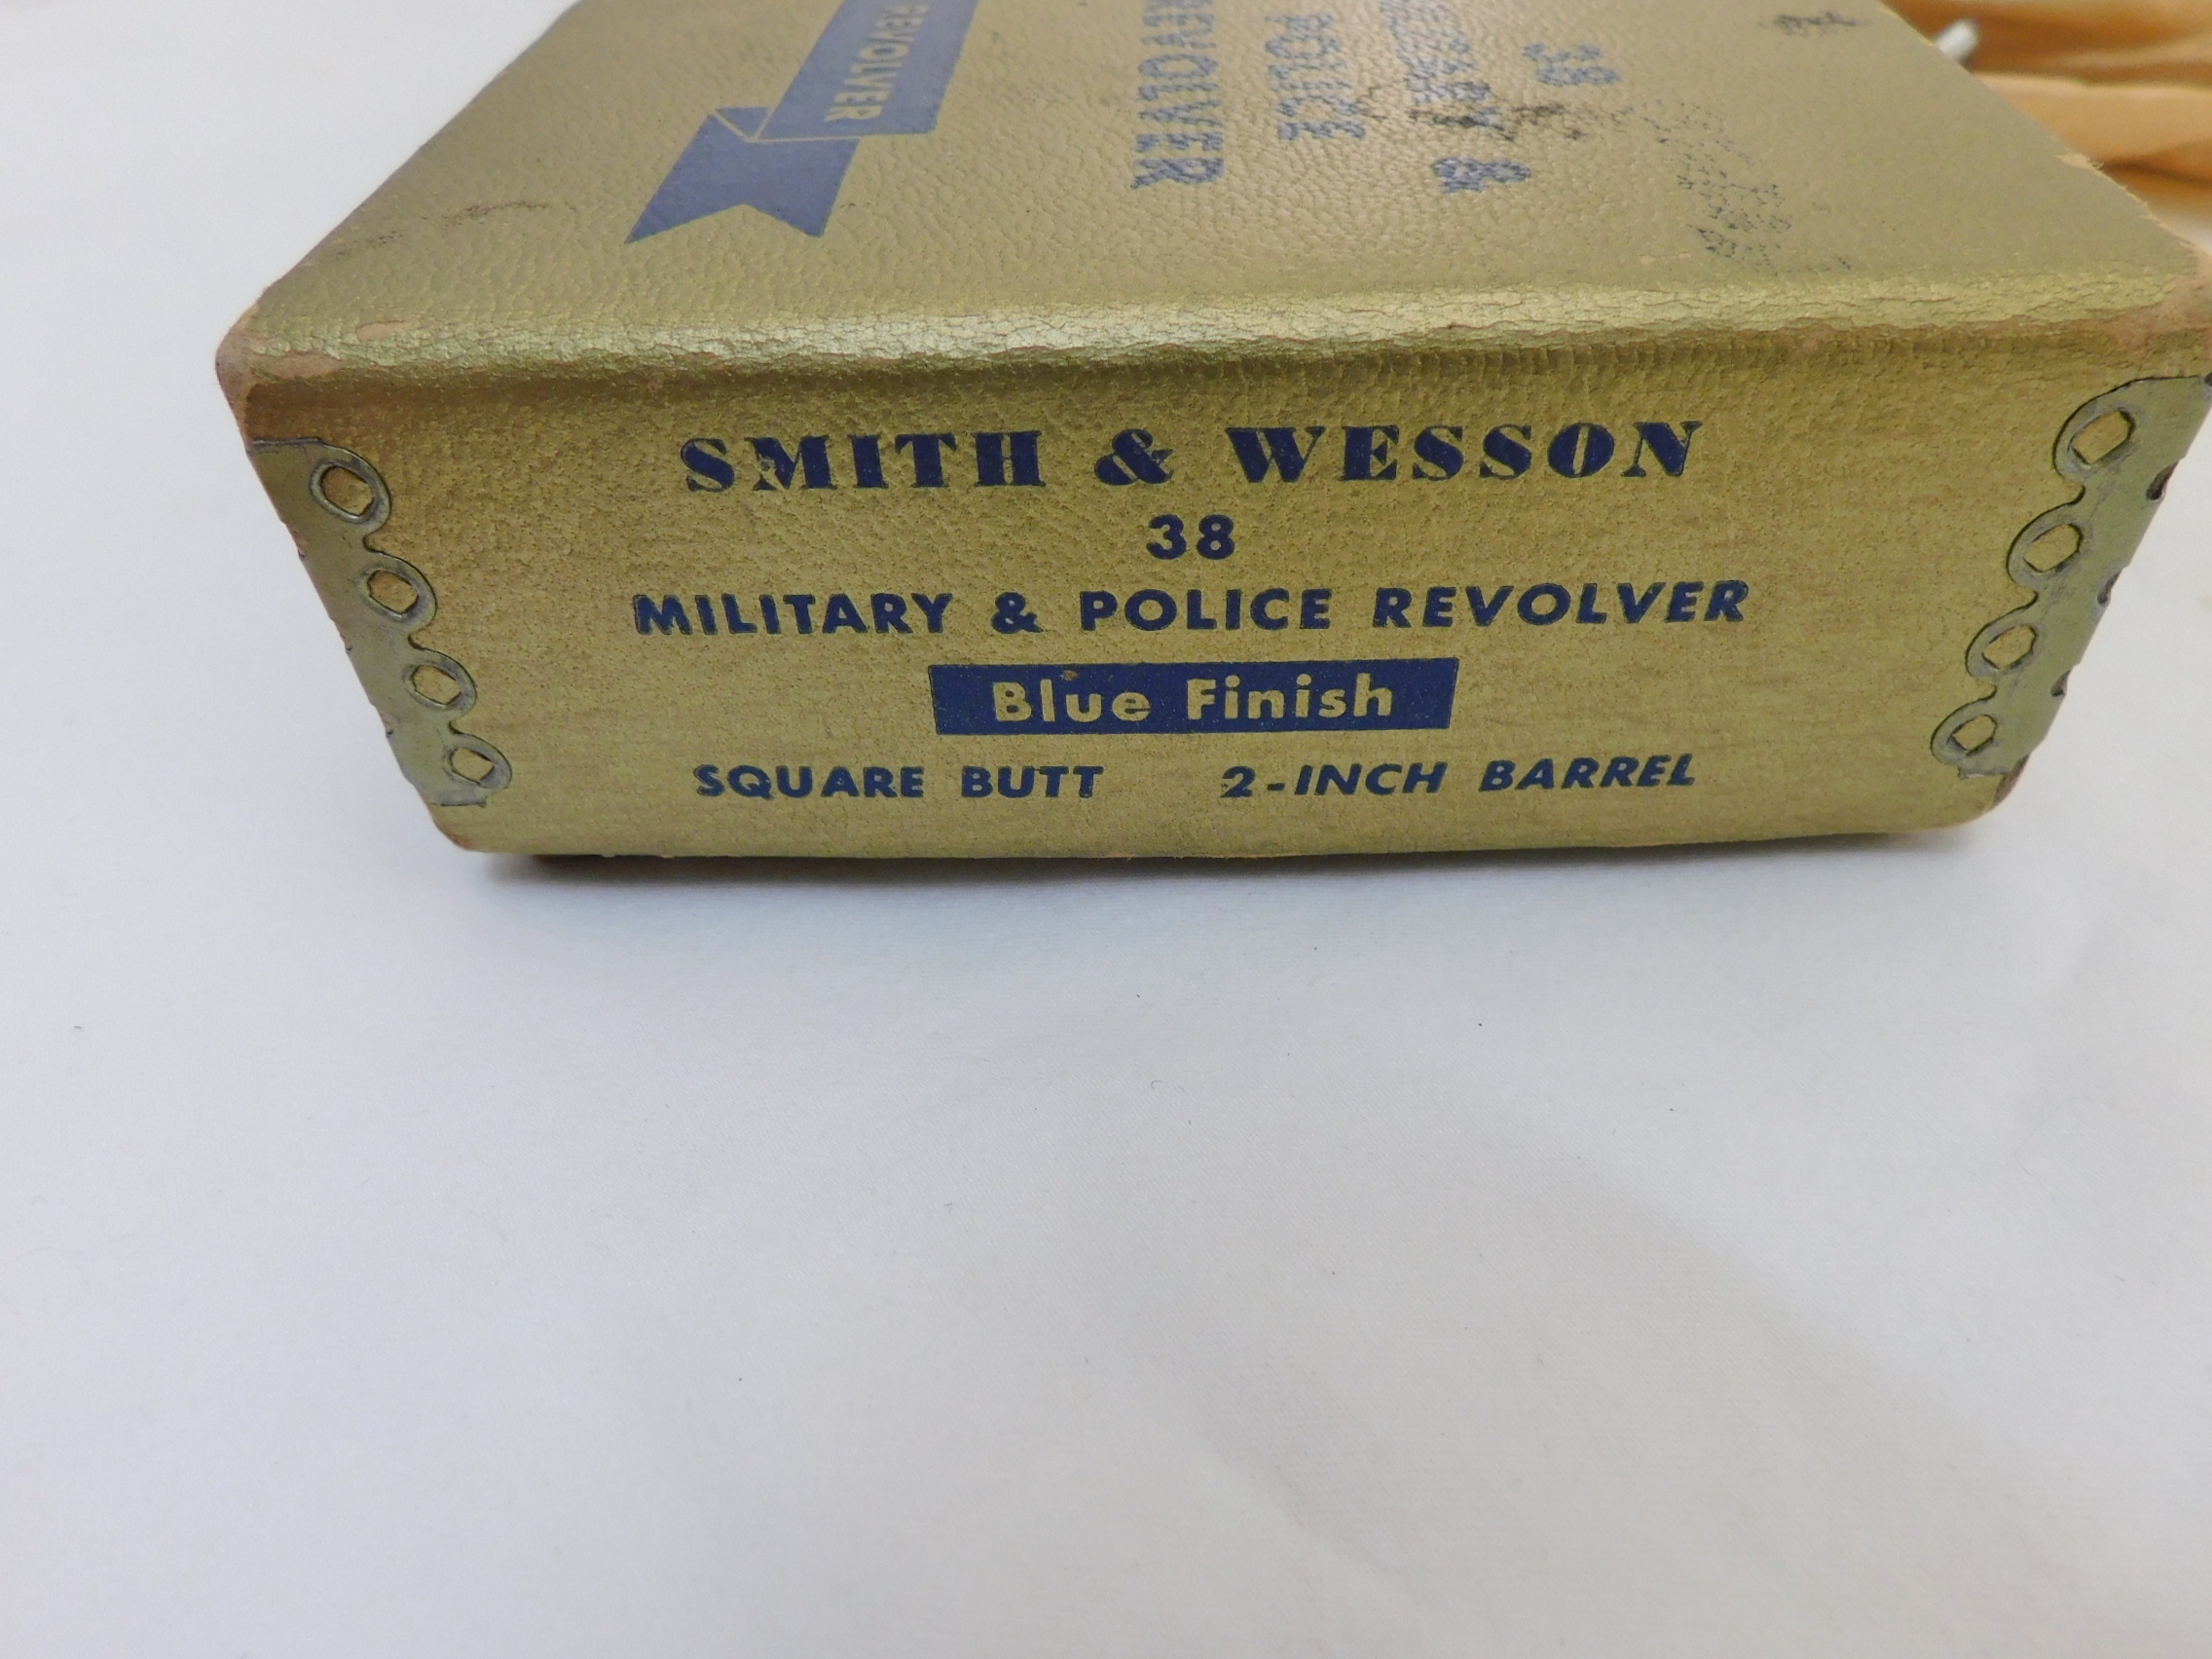 REVOLVER
38
&
POLICE
REVOLVER
SMITH & WESSON
38
MILITARY & POLICE REVOLVER
Blue Finish
SQUARE BUTT 2-INCH BARREL